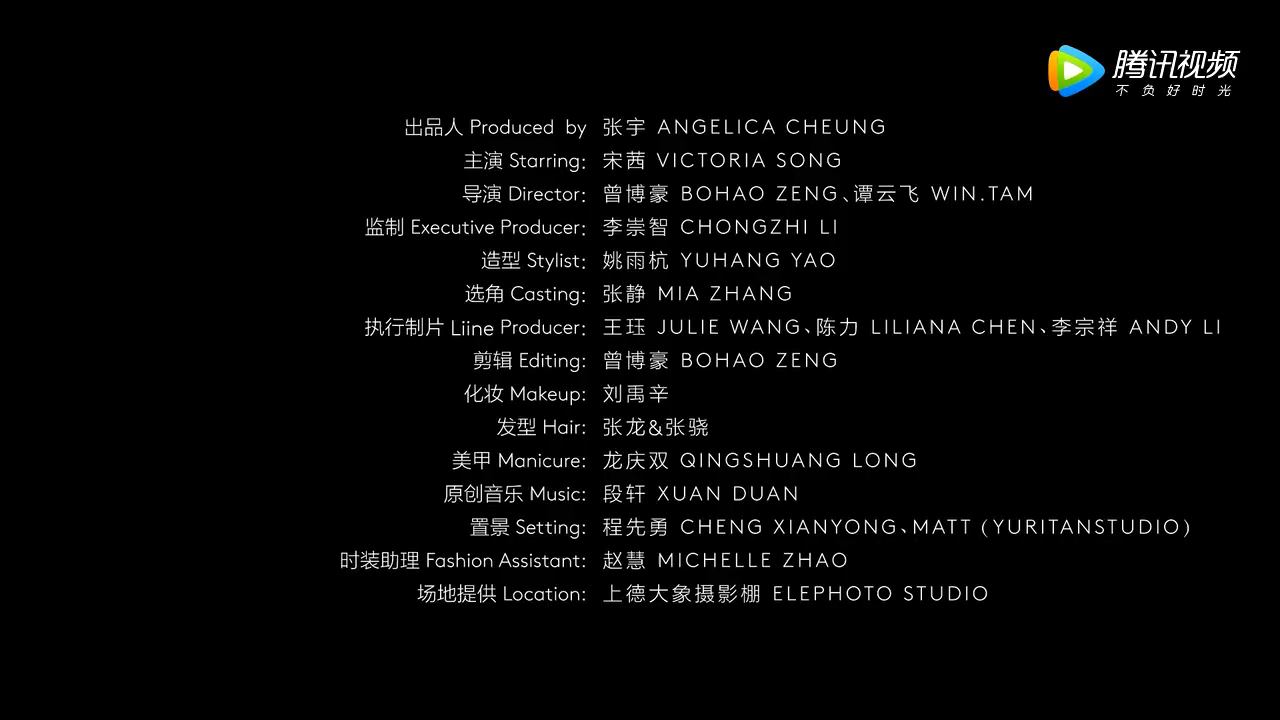 腾讯视频
不负好时光
出品人 Produced by 张宇 ANGELICA CHEUNG
主演 Starring: 宋茜 VICTORIA SONG
导演 Director: 曾博豪 BOHAO ZENG、谭云飞 WIN.TAM
监制 Executive Producer: 李崇智 CHONGZHI LI
造型 Stylist: 姚雨杭 YUHANG YAO
选角 Casting: 张静 MIA ZHANG
执行制片 Liine Producer: 王珏 JULIE WANG、陈力 LILIANA CHEN、李宗祥 ANDY LI
剪辑 Editing: 曾博豪 BOHAO ZENG
化妆 Makeup: 刘禹辛
发型 Hair: 张龙&张骁
美甲 Manicure: 龙庆双 QINGSHUANG LONG
原创音乐 Music: 段轩 XUAN DUAN
置景 Setting: 程先勇 CHENG XIANYONG、MATT (YURITANSTUDIO)
时装助理 Fashion Assistant: 赵慧 MICHELLE ZHAO
场地提供 Location: 上德大象摄影棚 ELEPHOTO STUDIO